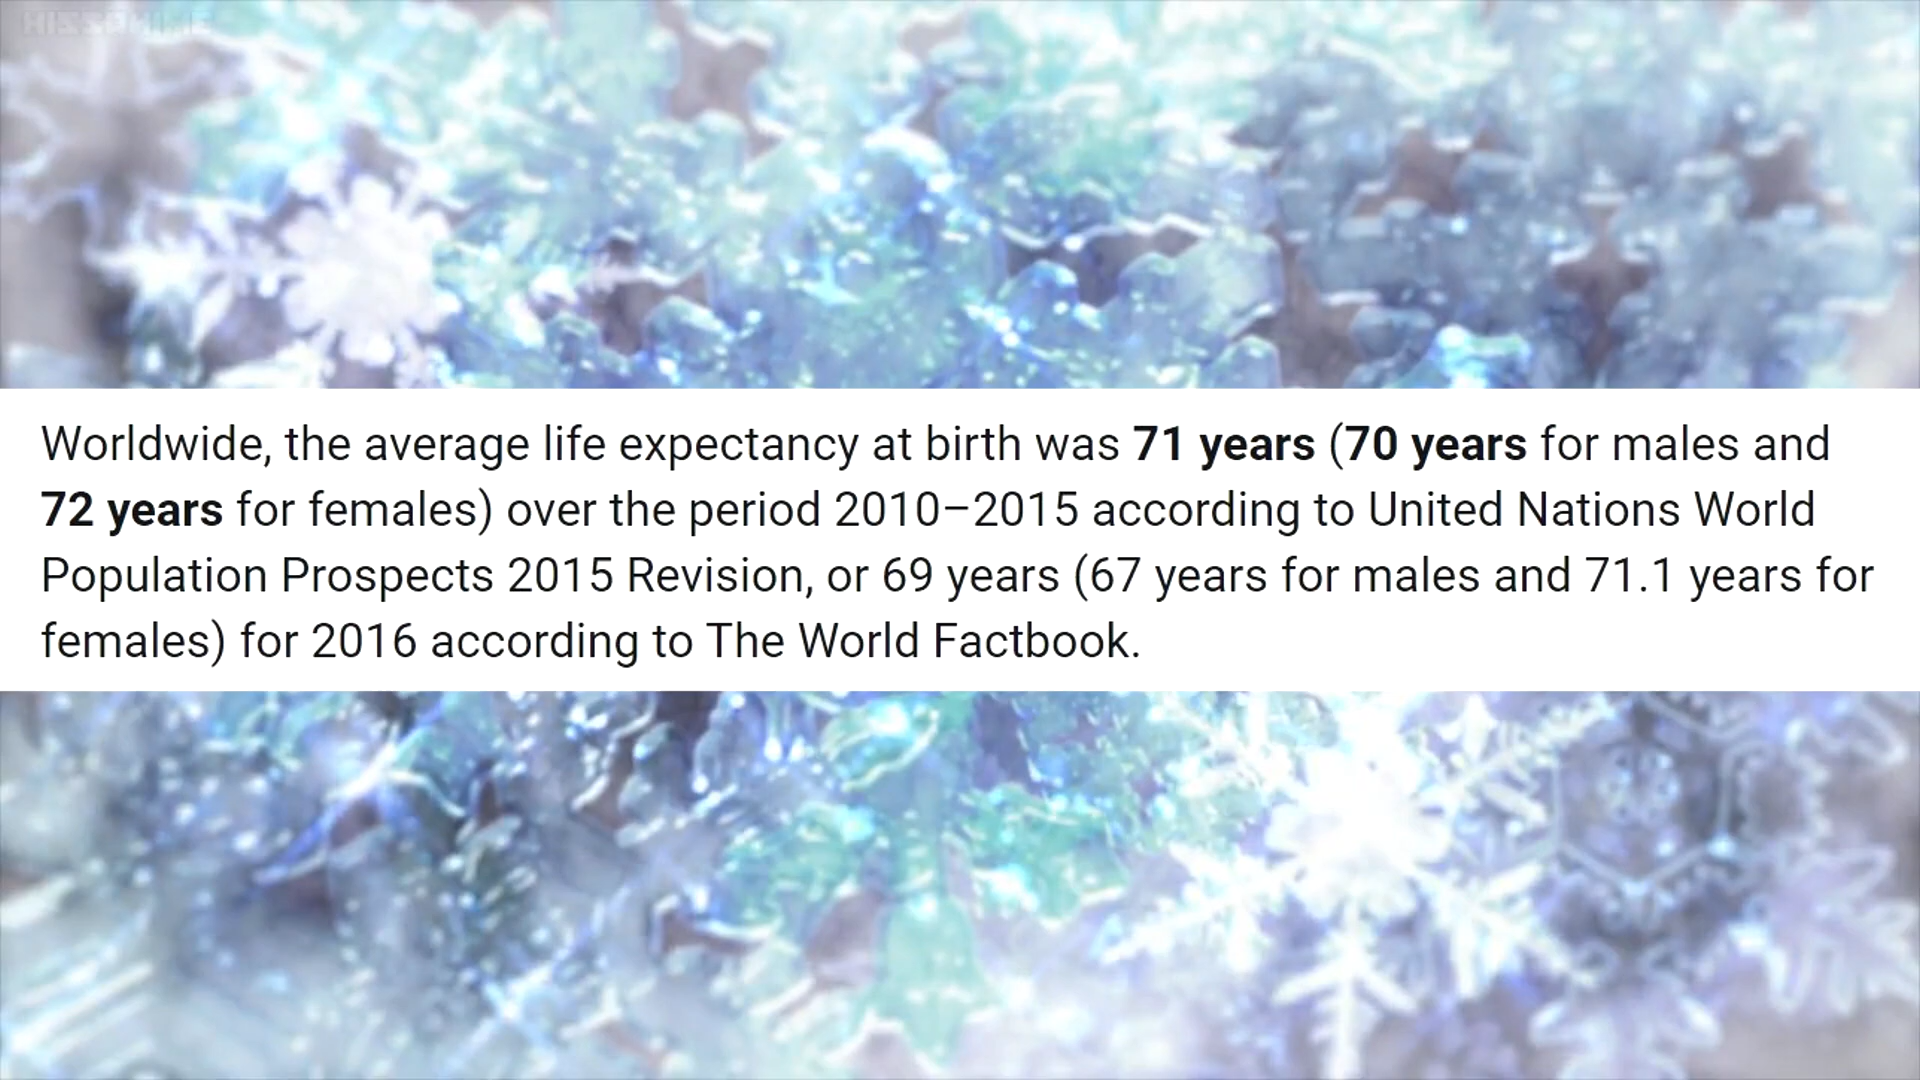 Worldwide, the average life expectancy at birth was 71 years (70 years for males and
72 years for females) over the period 2010–2015 according to United Nations World
Population Prospects 2015 Revision, or 69 years (67 years for males and 71.1 years for
females) for 2016 according to The World Factbook.